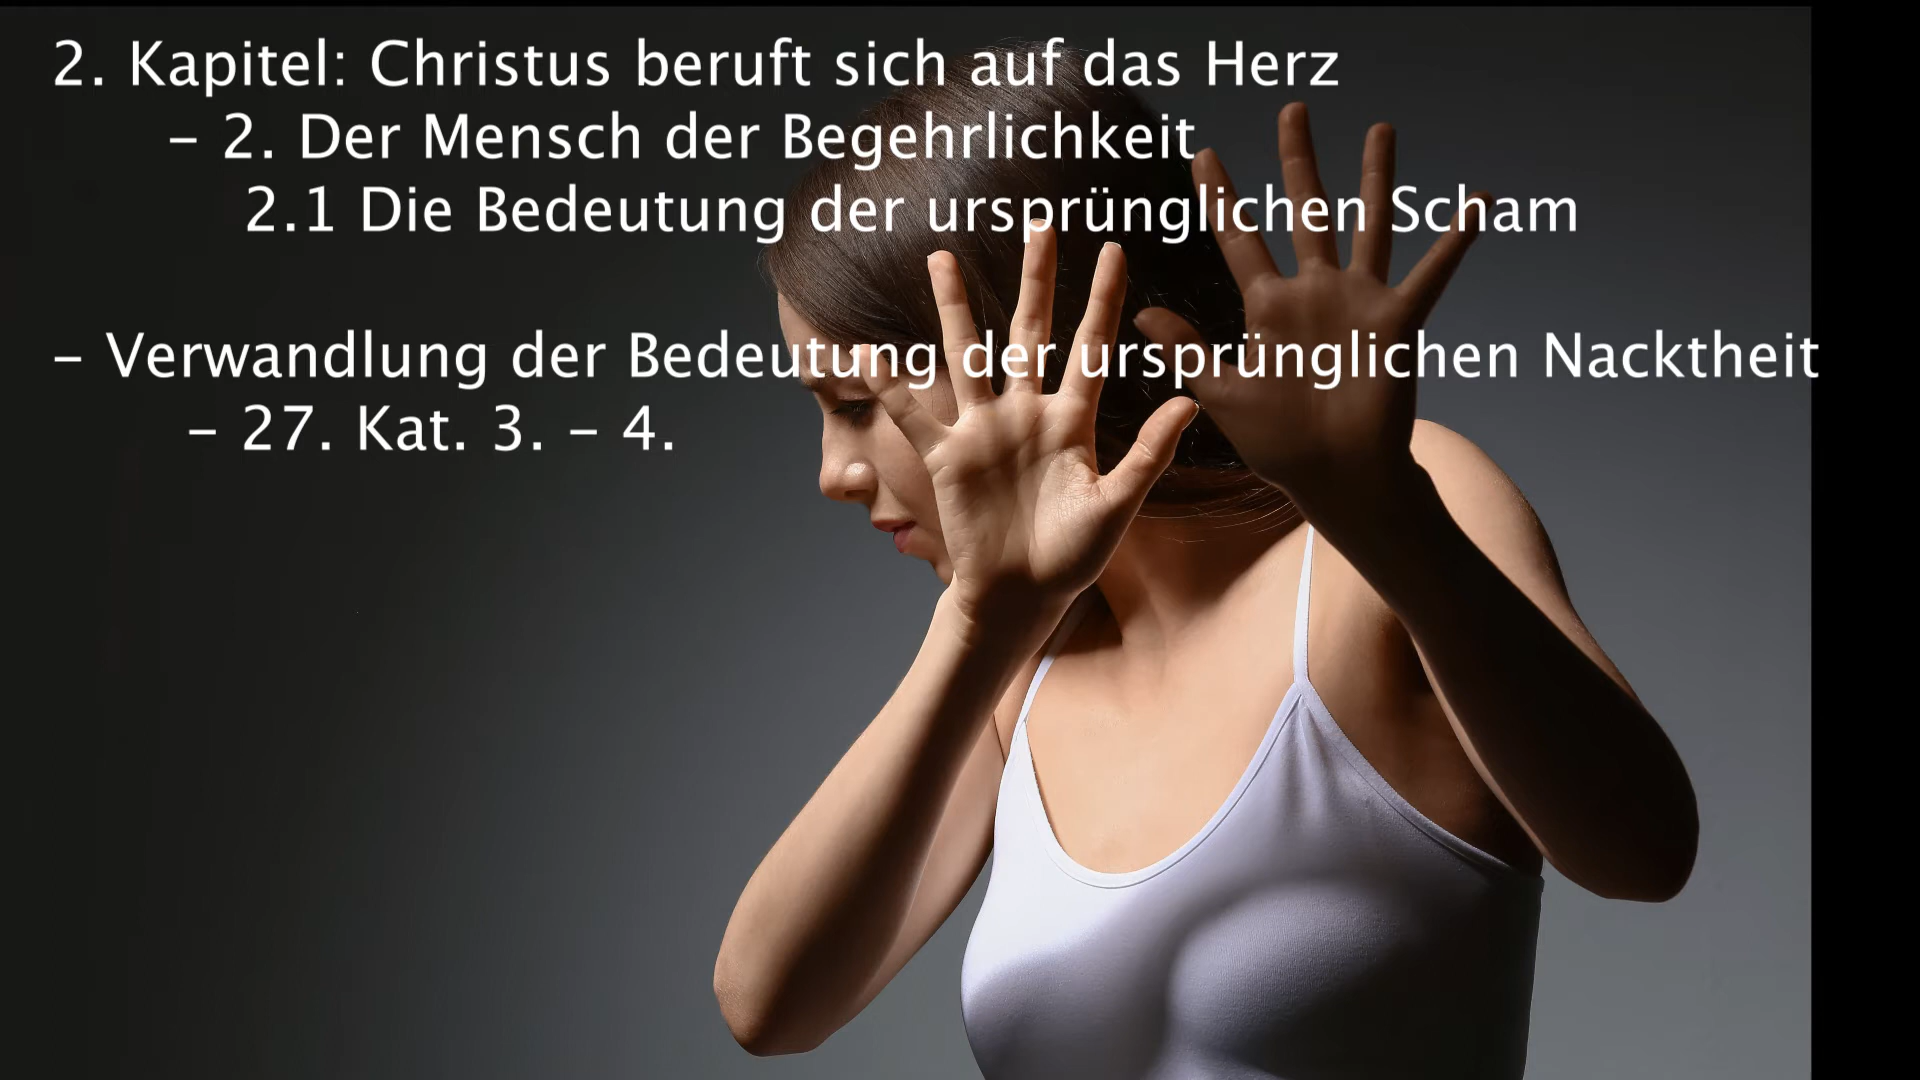 2. Kapitel: Christus beruft sich auf das Herz
– 2. Der Mensch der Begehrlichkeit
2.1 Die Bedeutung der ursprünglichen Scham
– Verwandlung der Bedeutung der ursprünglichen Nacktheit
– 27. Kat. 3. – 4.